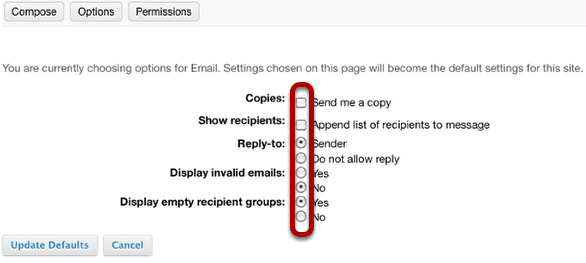 Compose Options Permissions
You are currently choosing options for Email. Settings chosen on this page will become the default settings for this site.
Copies: Send me a copy
Show recipients: Append list of recipients to message
Reply-to: Sender
Do not allow reply
Display invalid emails: Yes
No
Display empty recipient groups: Yes
No
Update Defaults Cancel